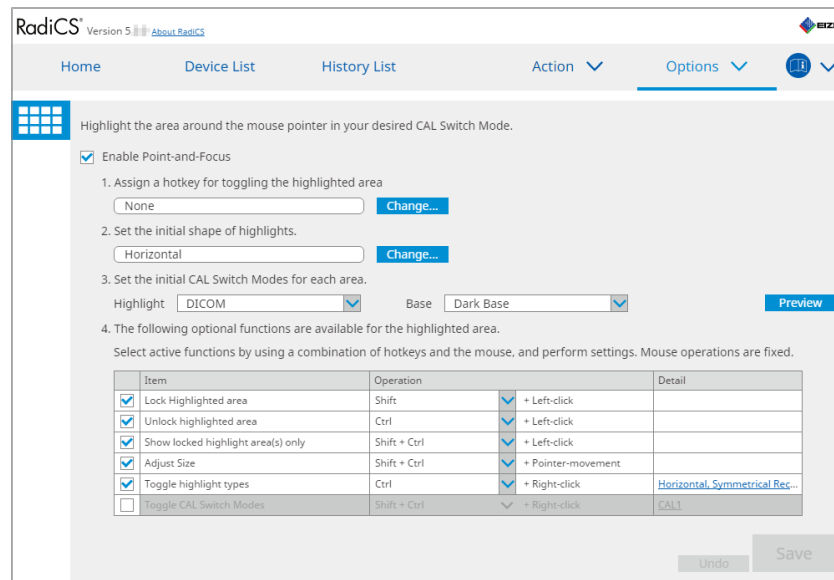 RadiCS® Version 5. About RadiCS
Home Device List History List Action Options
Highlight the area around the mouse pointer in your desired CAL Switch Mode.
Enable Point-and-Focus
1. Assign a hotkey for toggling the highlighted area
None Change...
2. Set the initial shape of highlights.
Horizontal Change...
3. Set the initial CAL Switch Modes for each area.
Highlight DICOM Base Dark Base Preview
4. The following optional functions are available for the highlighted area.
Select active functions by using a combination of hotkeys and the mouse, and perform settings. Mouse operations are fixed.
Item Operation Detail
Lock Highlighted area Shift + Left-click
Unlock highlighted area Ctrl + Left-click
Show locked highlight area(s) only Shift + Ctrl + Left-click
Adjust Size Shift + Ctrl + Pointer-movement
Toggle highlight types Ctrl + Right-click Horizontal, Symmetrical Rec...
Toggle CAL Switch Modes Shift + Ctrl + Right-click CAL1
Save
Undo